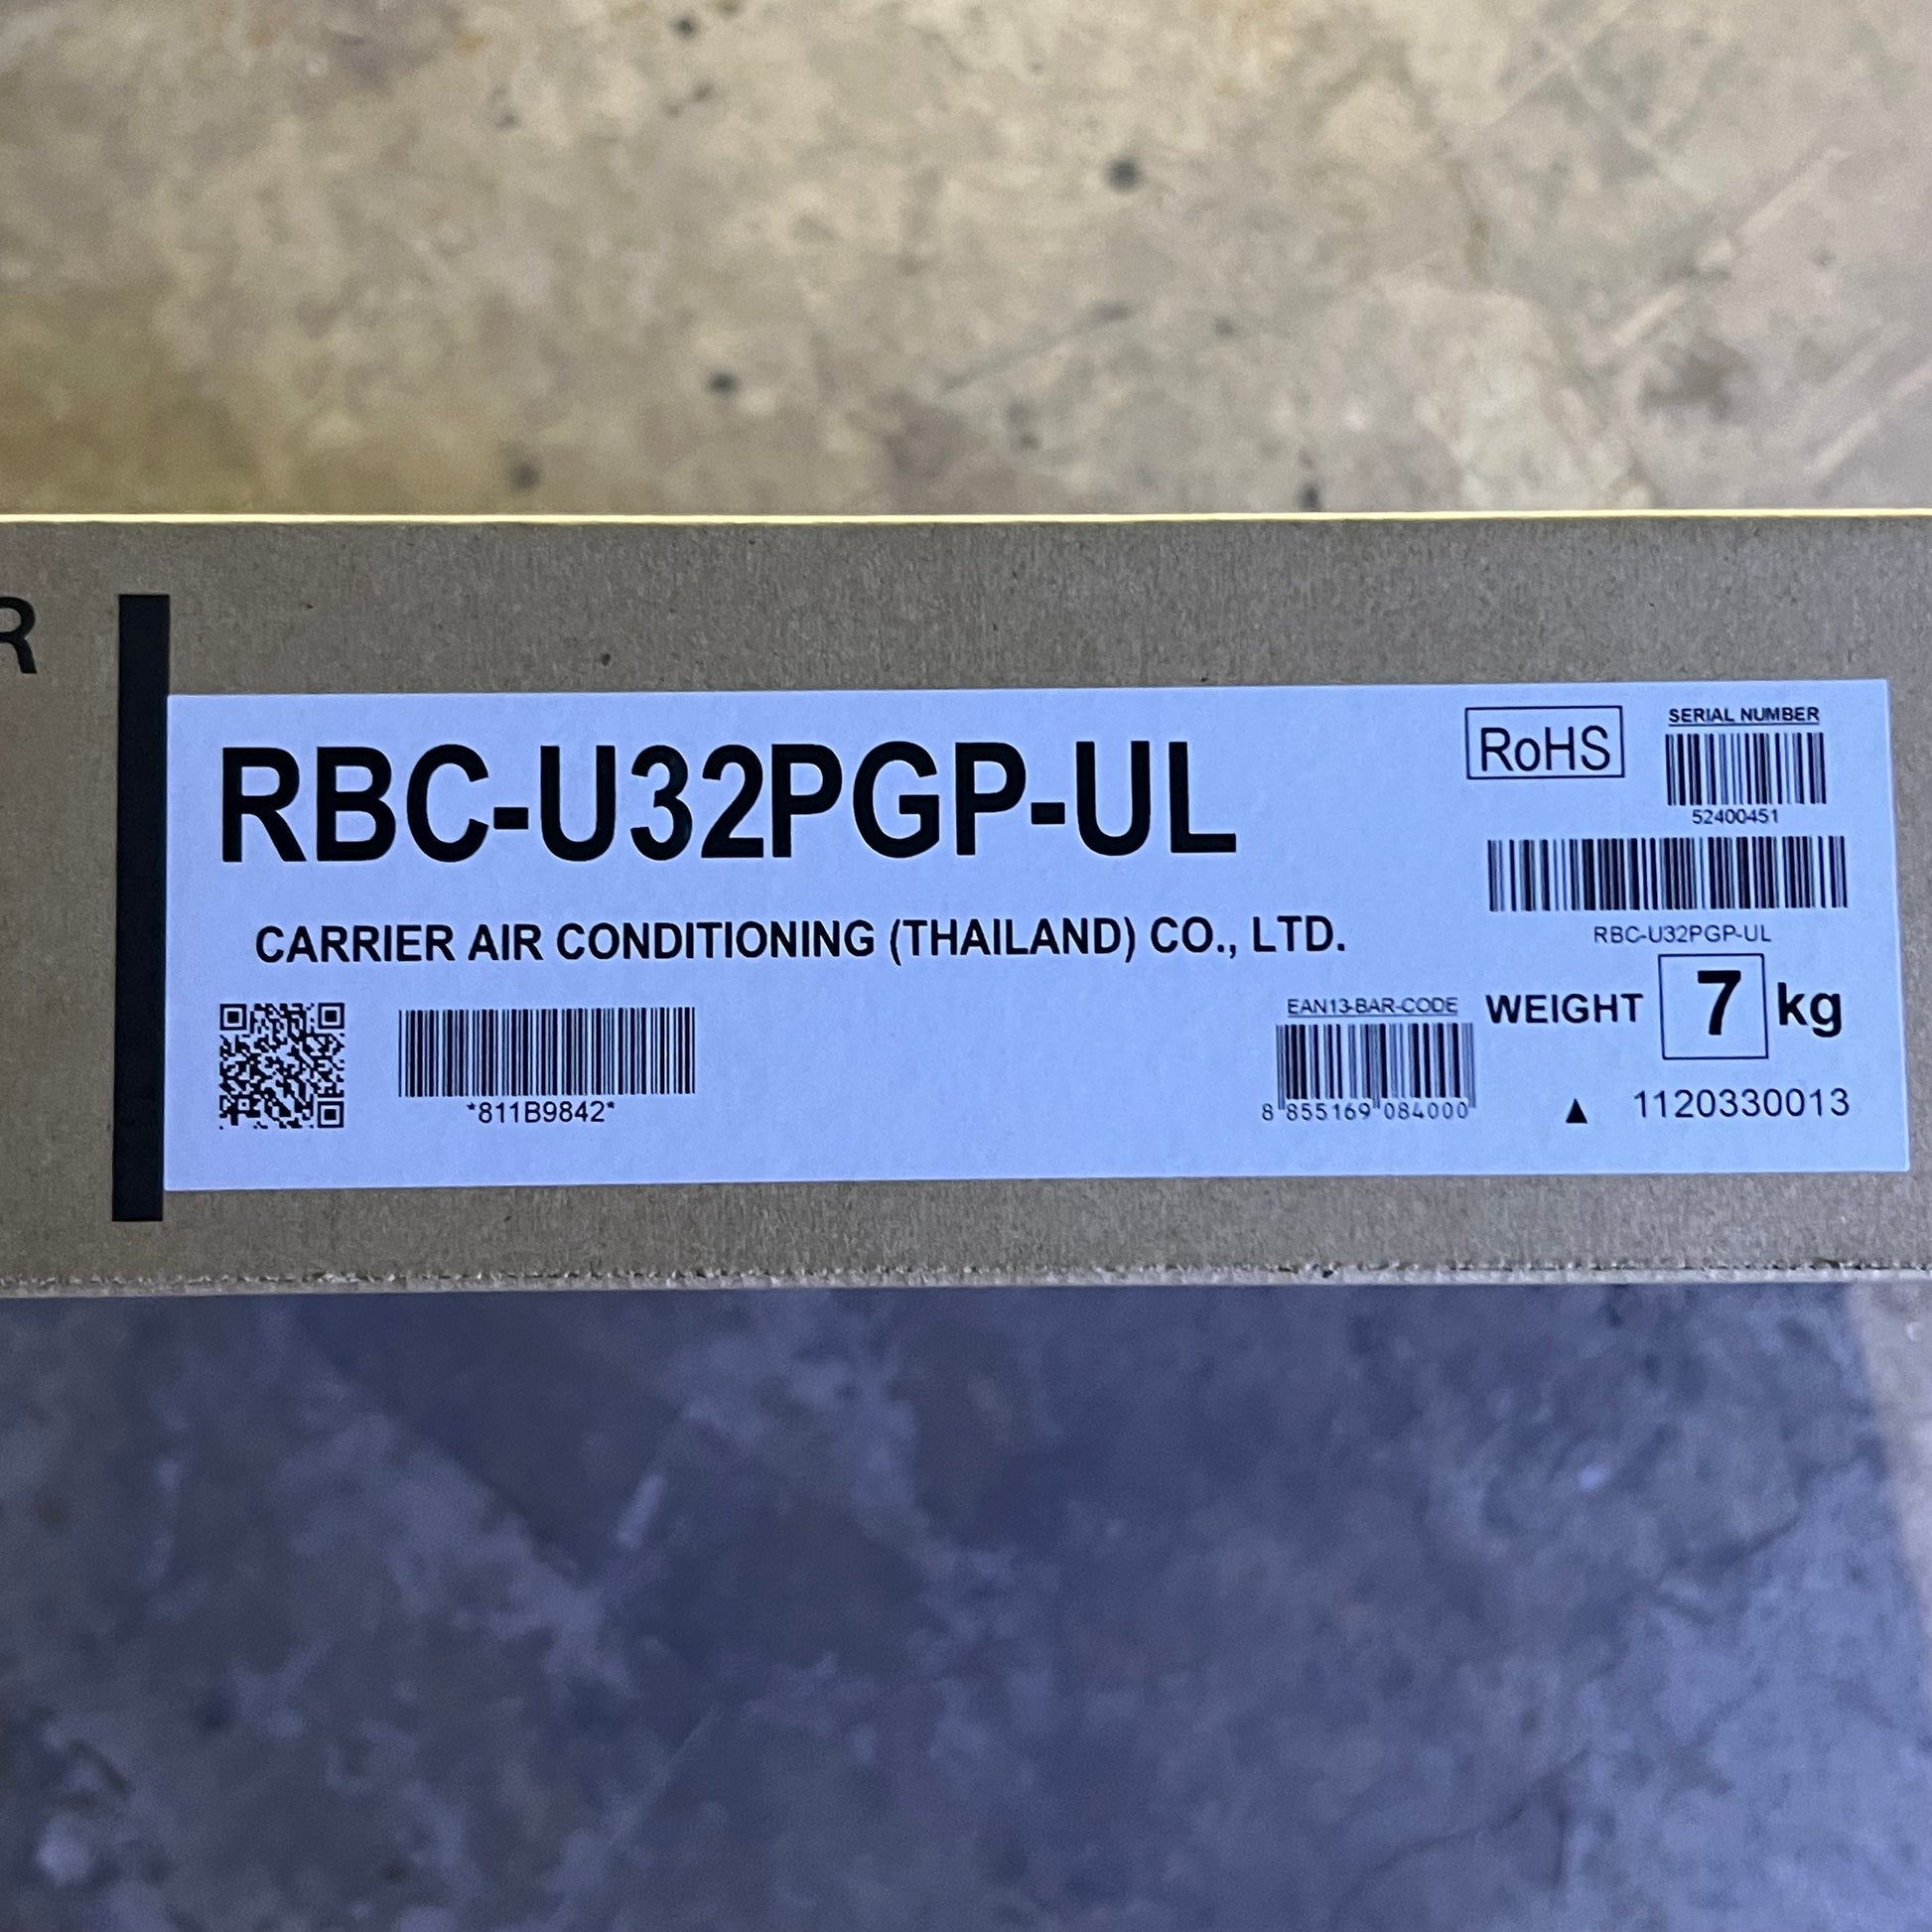 R
RBC-U32PGP-UL
RoHS
SERIAL NUMBER
52400451
RBC-U32PGP-UL
CARRIER AIR CONDITIONING (THAILAND) CO., LTD.
*811B9842*
EAN13-BAR-CODE
8 855169 084000
WEIGHT 7 kg
▲ 1120330013